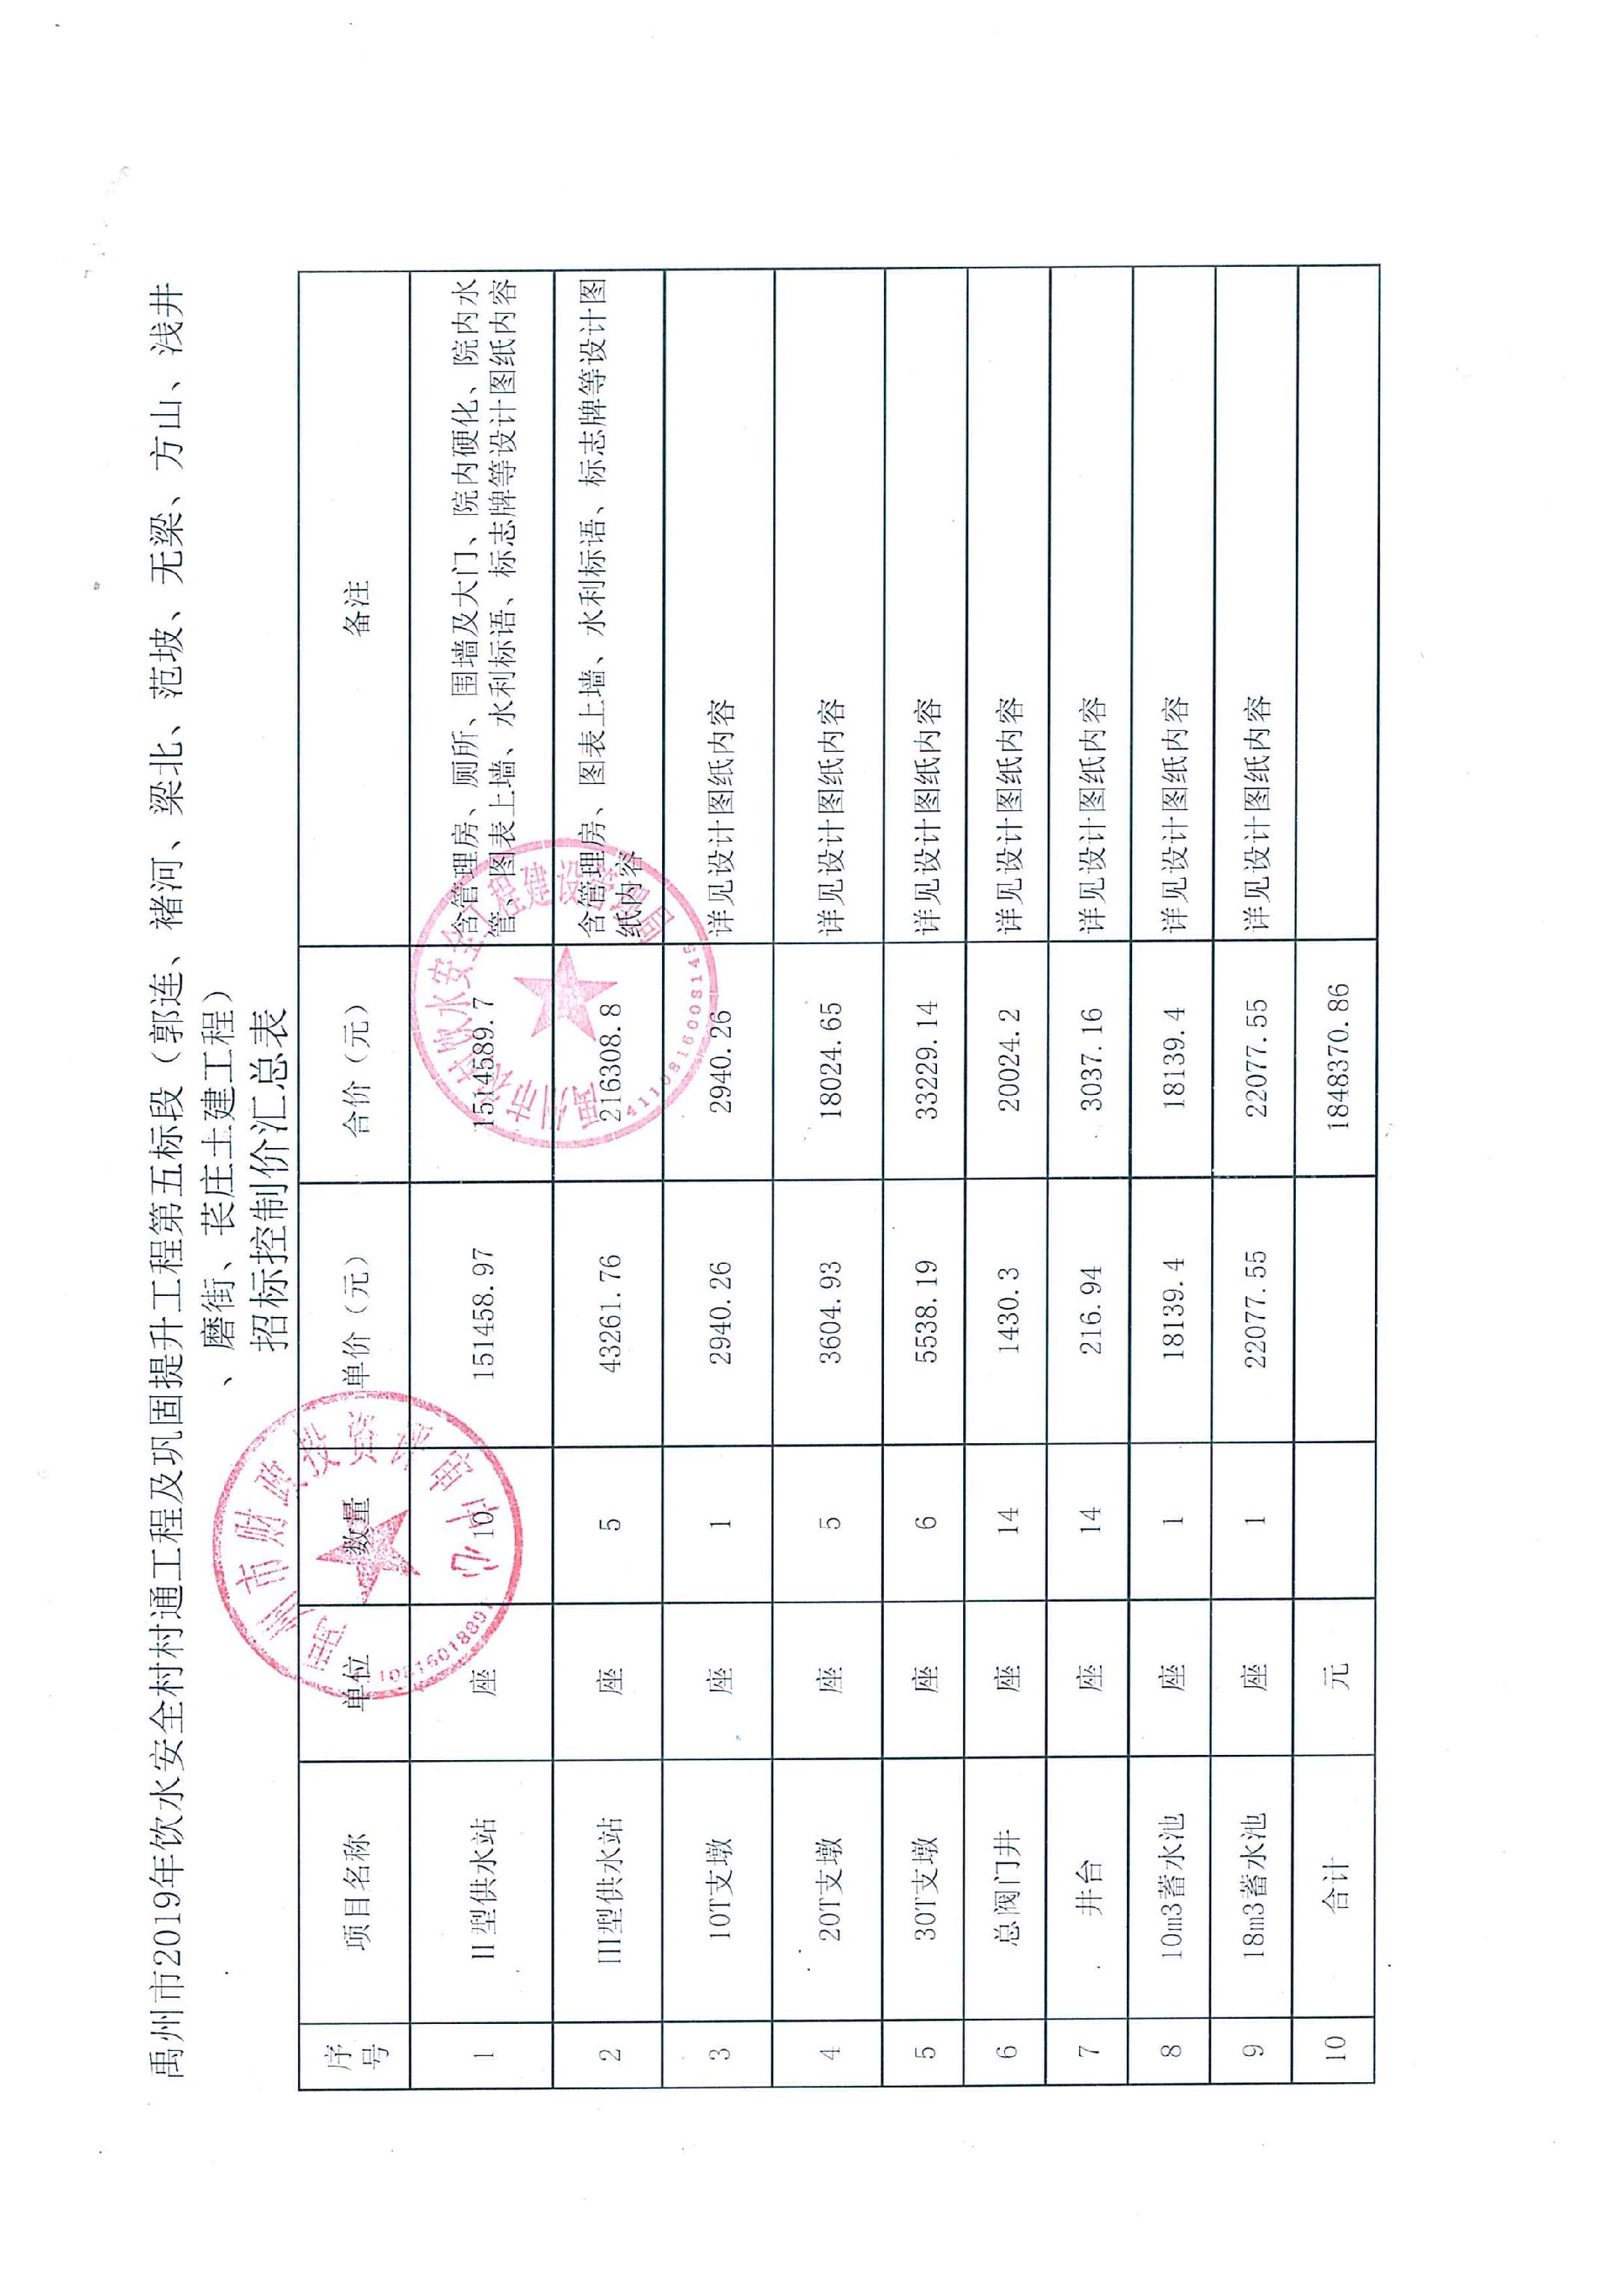 禹州市2019年饮水安全村村通工程及巩固提升工程第五标段（郭连、褚河、梁北、范坡、无梁、方山、浅井
、磨街、苌庄土建工程）
招标控制价汇总表
序号 项目名称 单位 数量 单价（元） 合价（元） 备注
1 II型供水站 座 10 151458.97 1514589.7 含管理房、厕所、围墙及大门、院内硬化、院内水
管、图表上墙、水利标语、标志牌等设计图纸内容
2 III型供水站 座 5 43261.76 216308.8 含管理房、图表上墙、水利标语、标志牌等设计图
纸内容
3 10T支墩 座 1 2940.26 2940.26 详见设计图纸内容
4 20T支墩 座 5 3604.93 18024.65 详见设计图纸内容
5 30T支墩 座 6 5538.19 33229.14 详见设计图纸内容
6 总阀门井 座 14 1430.3 20024.2 详见设计图纸内容
7 井台 座 14 216.94 3037.16 详见设计图纸内容
8 10m3蓄水池 座 1 18139.4 18139.4 详见设计图纸内容
9 18m3蓄水池 座 1 22077.55 22077.55 详见设计图纸内容
10 合计 元 1848370.86
禹州市财政投资评审中心
4110816008145